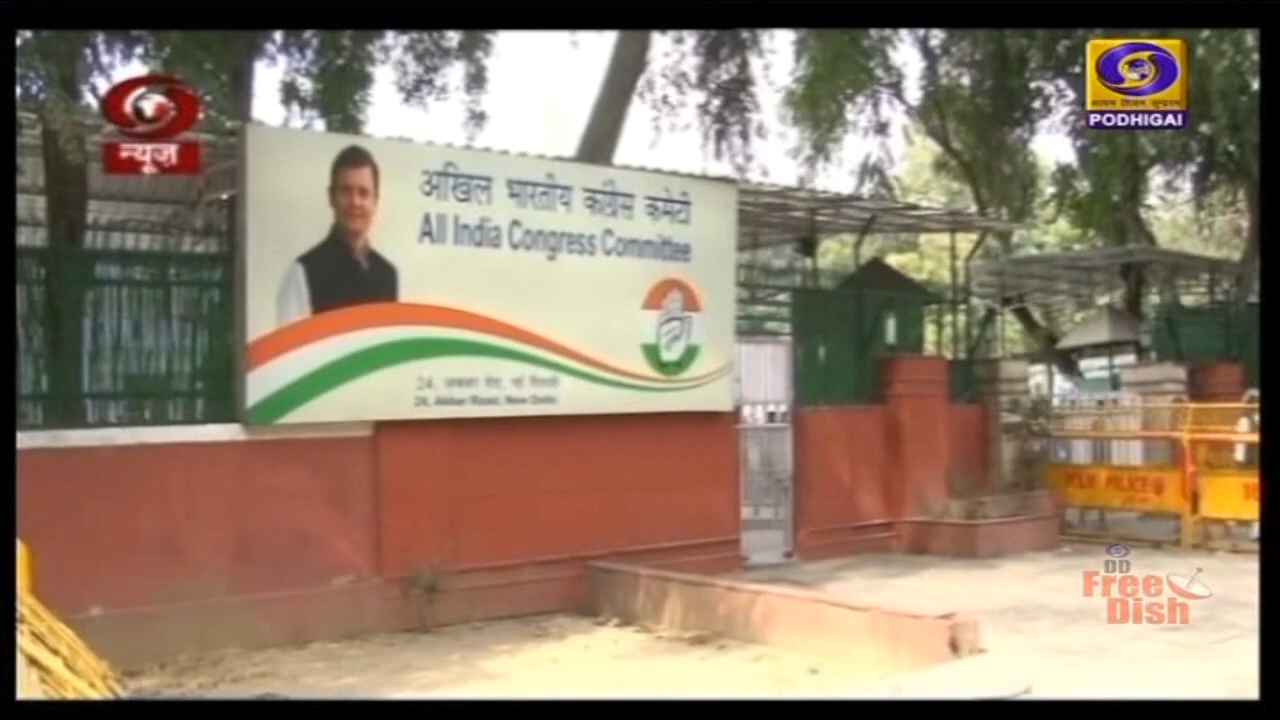 न्यूज़
PODHIGAI
अखिल भारतीय कांग्रेस कमेटी
All India Congress Committee
24, अकबर रोड, नई दिल्ली
24, Akbar Road, New Delhi
POLICE
DD
Free
Dish